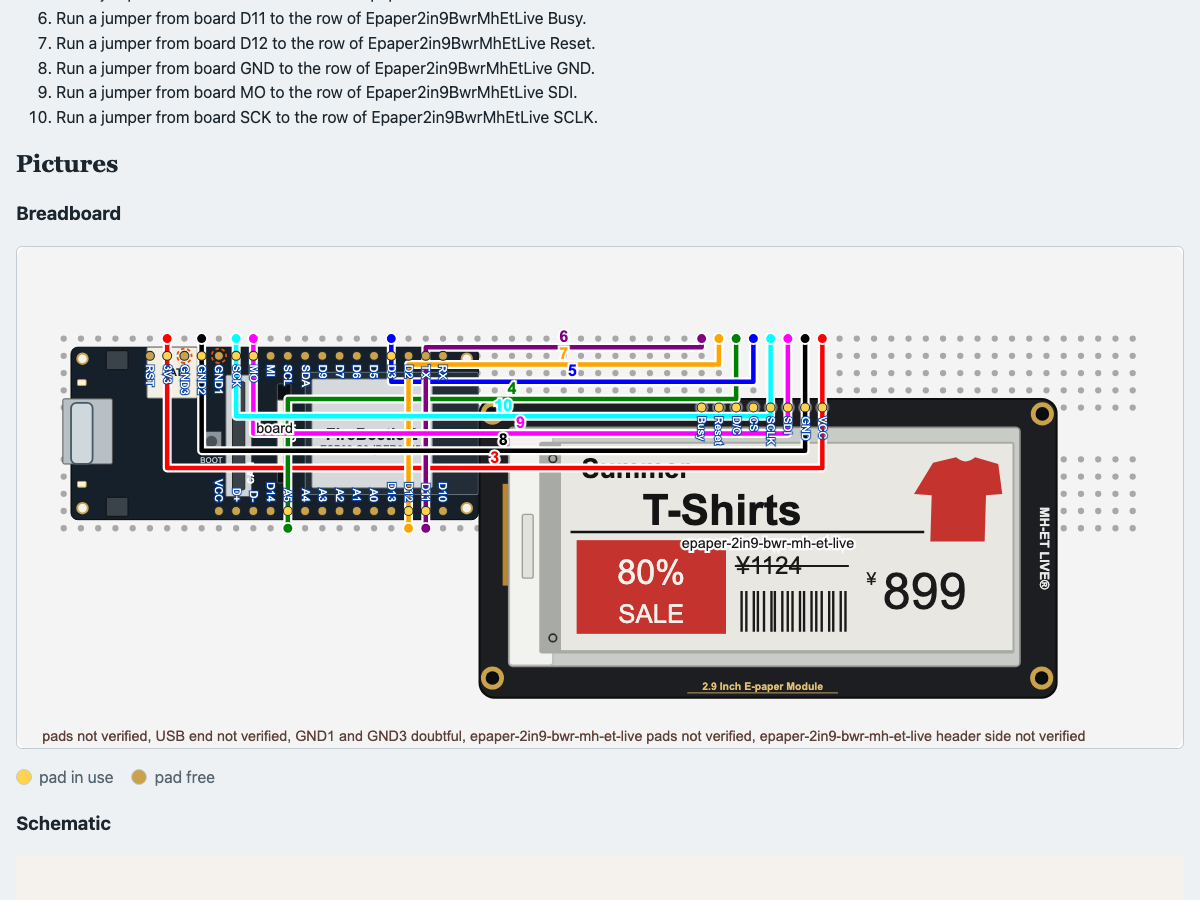 6. Run a jumper from board D11 to the row of Epaper2in9BwrMhEtLive Busy.
7. Run a jumper from board D12 to the row of Epaper2in9BwrMhEtLive Reset.
8. Run a jumper from board GND to the row of Epaper2in9BwrMhEtLive GND.
9. Run a jumper from board MO to the row of Epaper2in9BwrMhEtLive SDI.
10. Run a jumper from board SCK to the row of Epaper2in9BwrMhEtLive SCLK.
Pictures
Breadboard
6
7
5
4
10
9
8
3
RST 3V3 GND3 GND2 GND1 SCK MO MI SCL SDA D9 D7 D6 D5 D3 D2 TX RX
Busy Reset D/C CS SCLK SDI GND VCC
board
BOOT
VCC D+ D- D14 A5 A4 A3 A2 A1 A0 D13 D12 D11 D10
Summer
T-Shirts
epaper-2in9-bwr-mh-et-live
80%
SALE
¥1124
¥ 899
MH-ET LIVE®
2.9 Inch E-paper Module
pads not verified, USB end not verified, GND1 and GND3 doubtful, epaper-2in9-bwr-mh-et-live pads not verified, epaper-2in9-bwr-mh-et-live header side not verified
pad in use pad free
Schematic